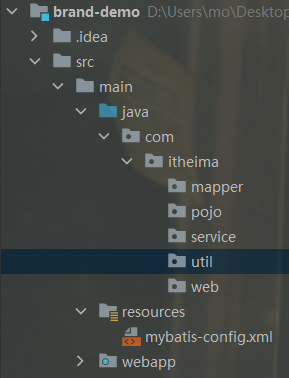 brand-demo D:\Users\mo\Desktop
.idea
src
main
java
com
itheima
mapper
pojo
service
util
web
resources
mybatis-config.xml
webapp